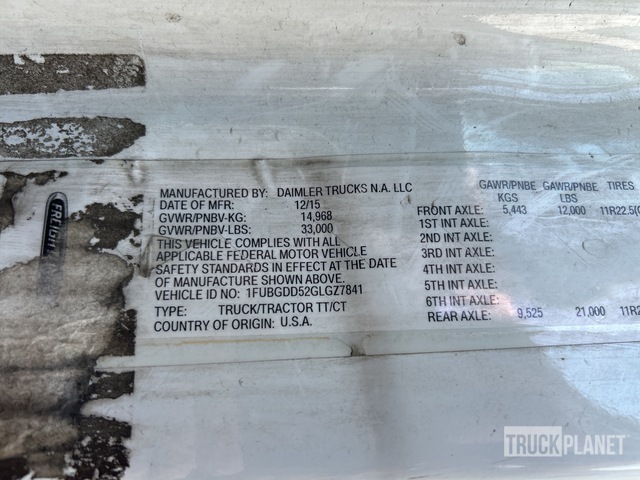 MANUFACTURED BY: DAIMLER TRUCKS N.A. LLC
DATE OF MFR: 12/15
GVWR/PNBV-KG: 14,968
GVWR/PNBV-LBS: 33,000
THIS VEHICLE COMPLIES WITH ALL
APPLICABLE FEDERAL MOTOR VEHICLE
SAFETY STANDARDS IN EFFECT AT THE DATE
OF MANUFACTURE SHOWN ABOVE.
VEHICLE ID NO.: 1FUBGDD52GLGZ7841
TYPE: TRUCK/TRACTOR TT/CT
COUNTRY OF ORIGIN: U.S.A.
GAWR/PNBE GAWR/PNBE TIRES
KGS LBS
FRONT AXLE: 5,443 12,000 11R22.5(
1ST INT AXLE:
2ND INT AXLE:
3RD INT AXLE:
4TH INT AXLE:
5TH INT AXLE:
6TH INT AXLE:
REAR AXLE: 9,525 21,000 11R2
TRUCKPLANET